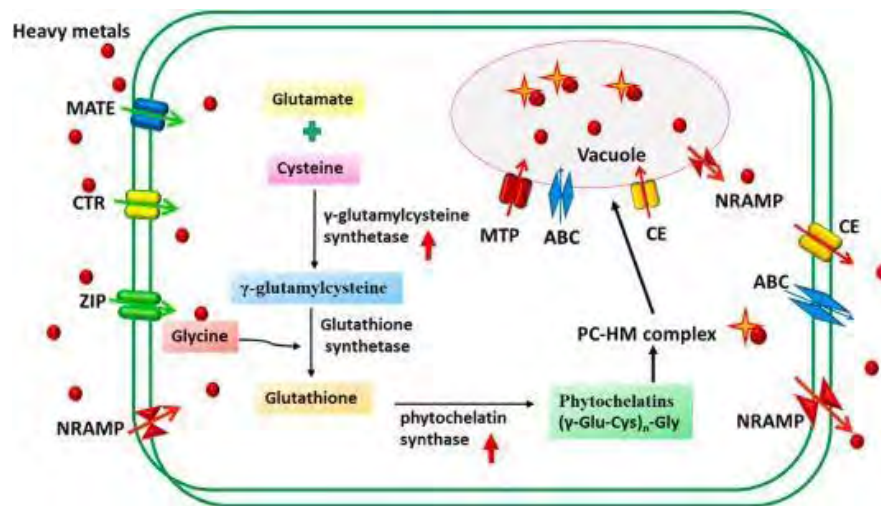 Heavy metals
MATE
CTR
ZIP
NRAMP
Glutamate
Cysteine
γ-glutamylcysteine
synthetase
γ-glutamylcysteine
Glycine
Glutathione
synthetase
Glutathione
phytochelatin
synthase
Phytochelatins
(γ-Glu-Cys)n-Gly
PC-HM complex
Vacuole
MTP
ABC
CE
NRAMP
CE
ABC
NRAMP